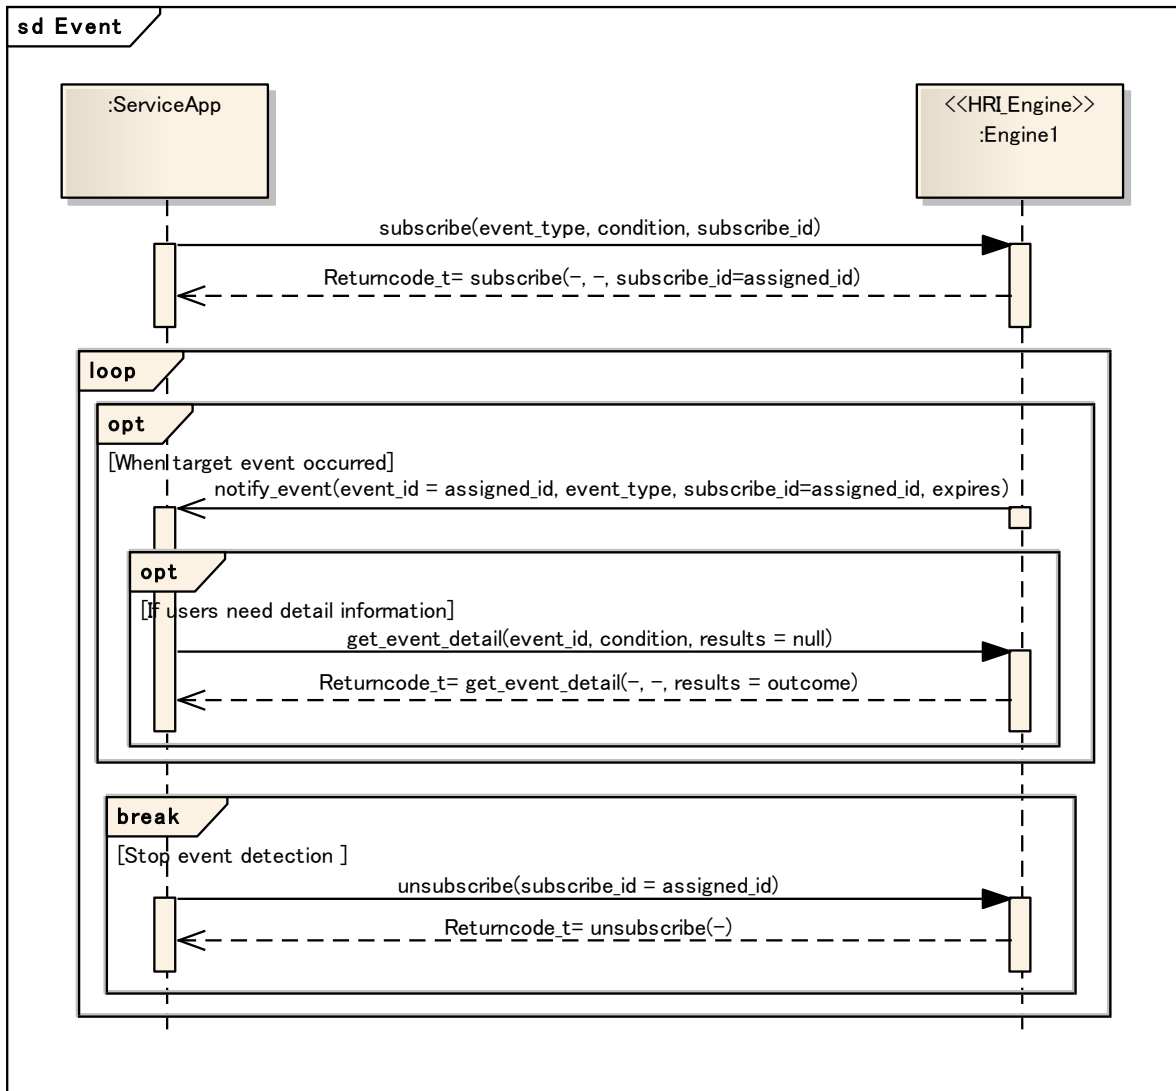 sd Event
:ServiceApp
<<HRI_Engine>>
:Engine1
subscribe(event_type, condition, subscribe_id)
Returncode_t= subscribe(-, -, subscribe_id=assigned_id)
loop
opt
[When target event occurred]
notify_event(event_id = assigned_id, event_type, subscribe_id=assigned_id, expires)
opt
[If users need detail information]
get_event_detail(event_id, condition, results = null)
Returncode_t= get_event_detail(-, -, results = outcome)
break
[Stop event detection ]
unsubscribe(subscribe_id = assigned_id)
Returncode_t= unsubscribe(-)